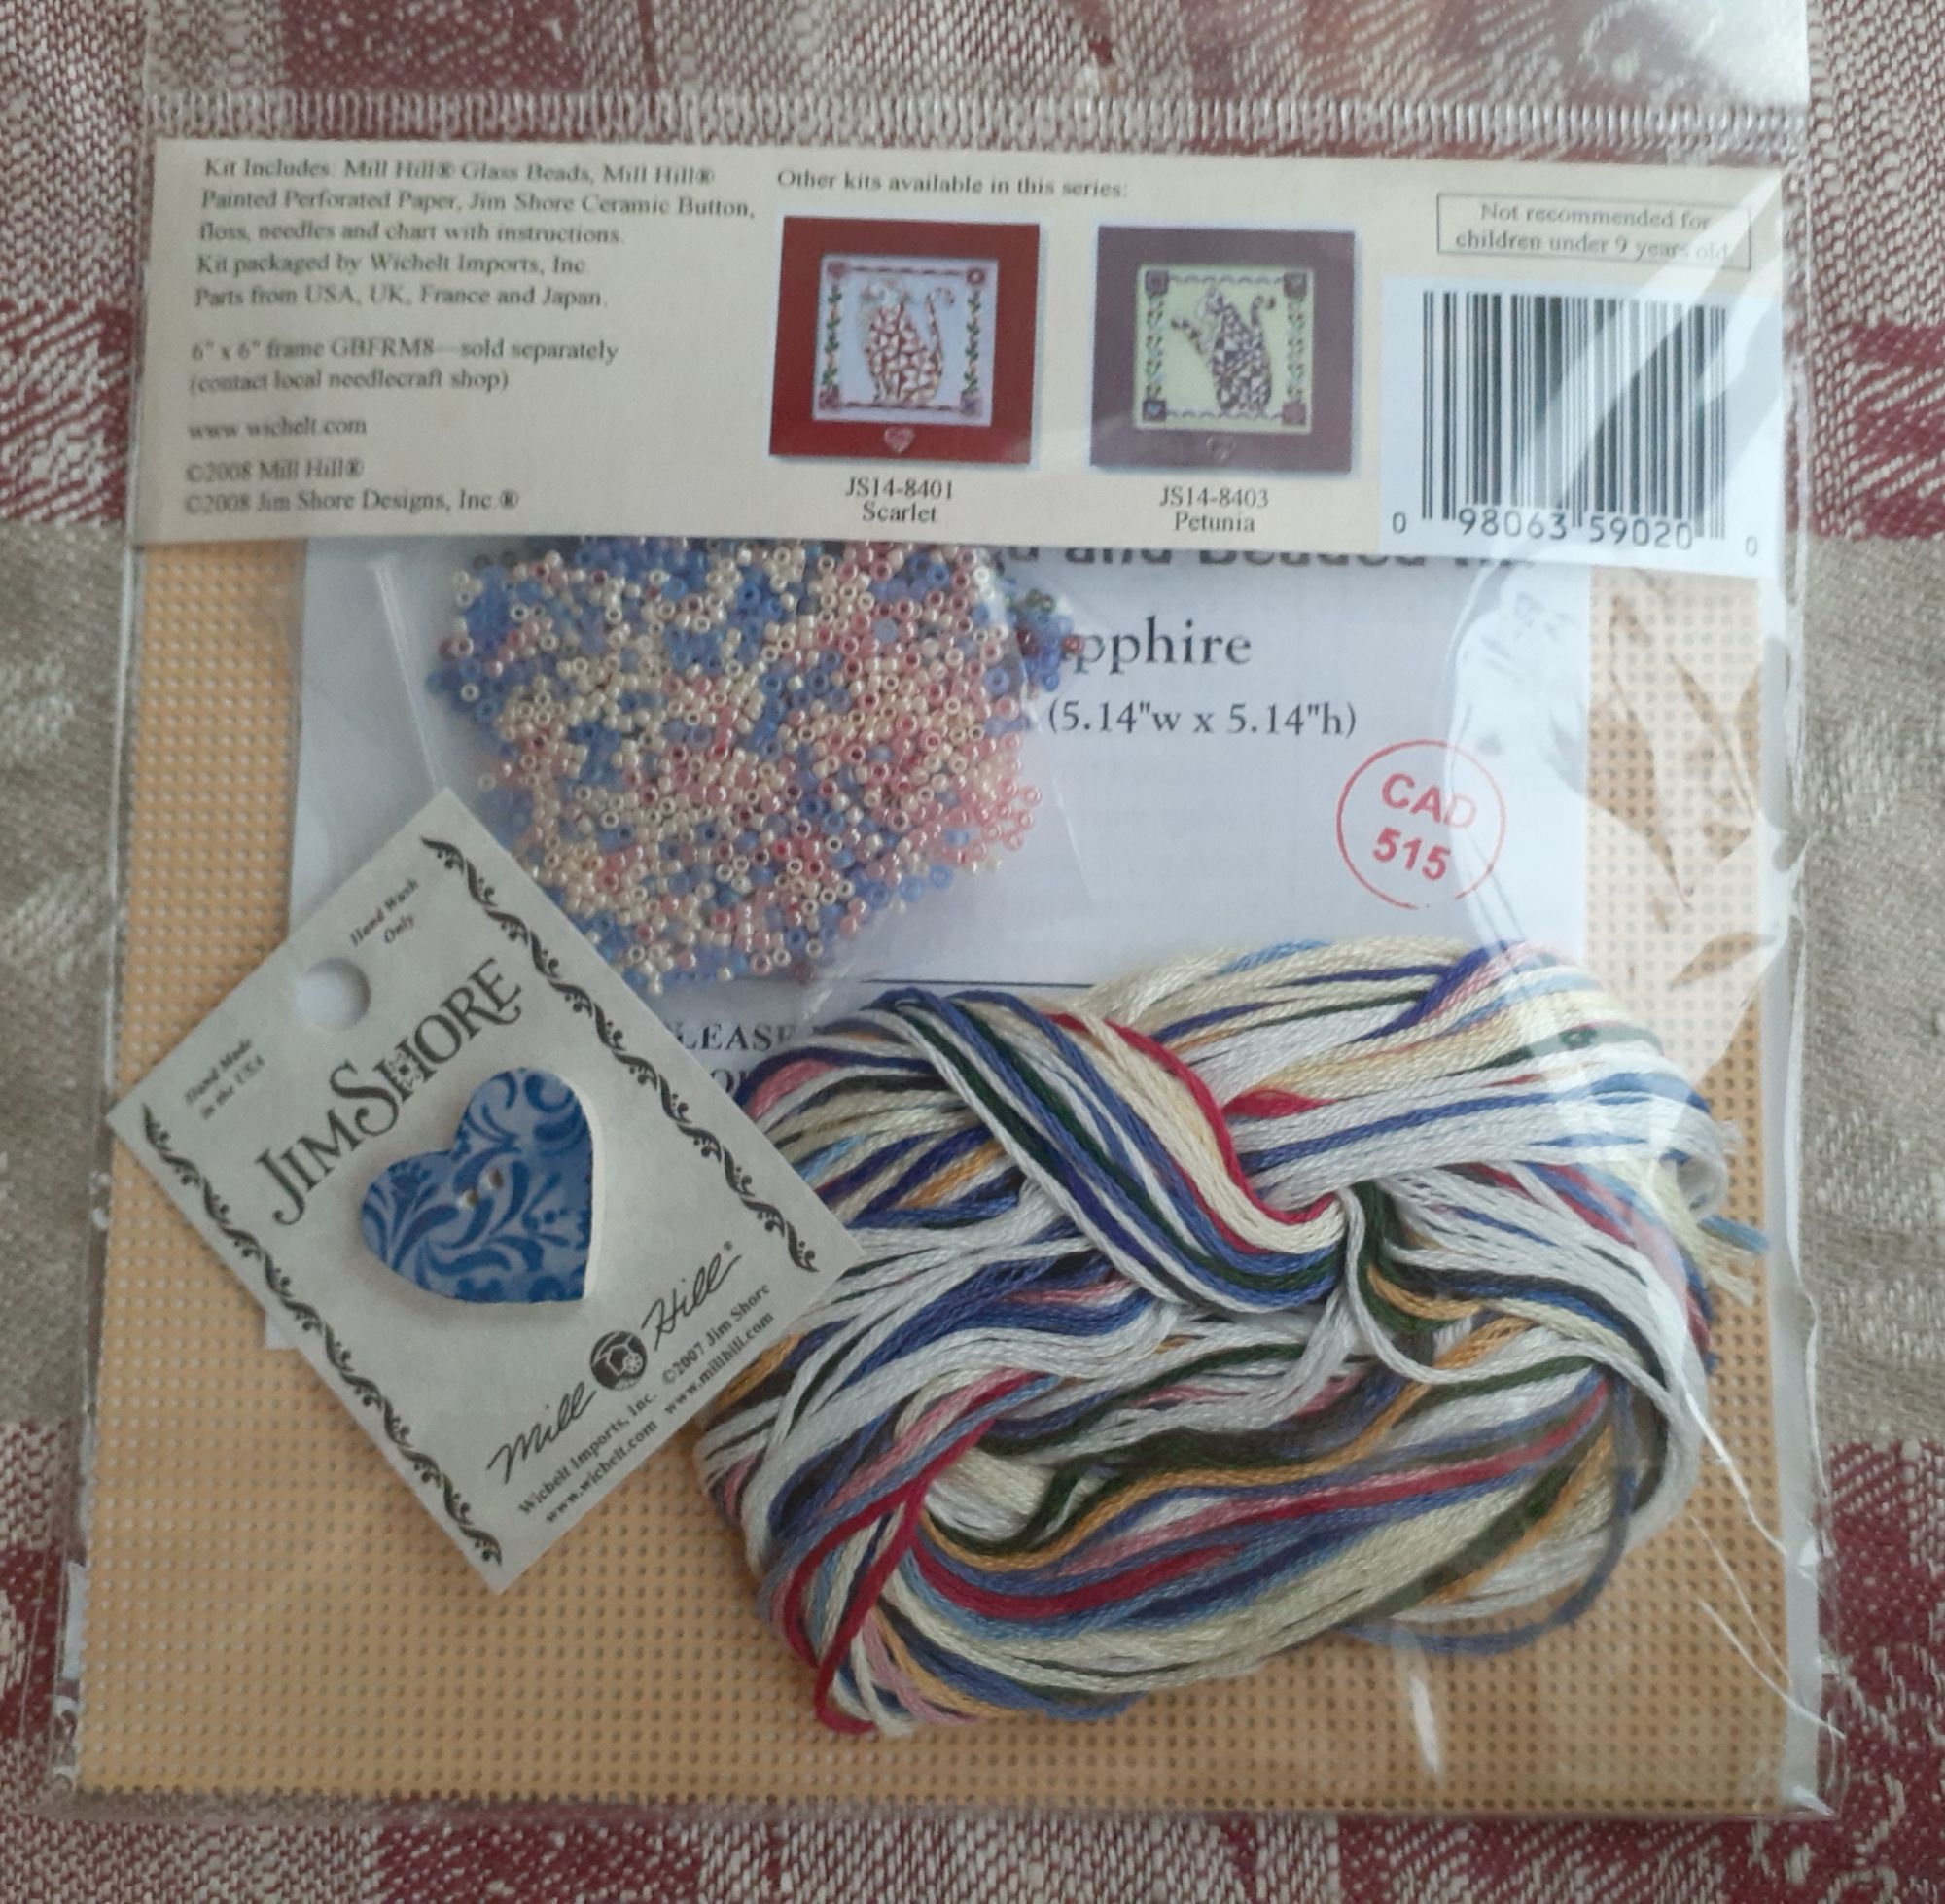 Kit Includes: Mill Hill® Glass Beads, Mill Hill®
Painted Perforated Paper, Jim Shore Ceramic Button,
floss, needles and chart with instructions.
Kit packaged by Wichelt Imports, Inc.
Parts from USA, UK, France and Japan.
6" x 6" frame GBFRM8—sold separately
(contact local needlecraft shop)
www.wichelt.com
©2008 Mill Hill®
©2008 Jim Shore Designs, Inc.®
Other kits available in this series:
JS14-8401
Scarlet
JS14-8403
Petunia
Not recommended for
children under 9 years old.
0 98063 59020 0
and Beaded
pphire
(5.14"w x 5.14"h)
CAD
515
LEASE
Hand Wash
Only
Hand Made
in the USA
JIM SHORE
Mill Hill®
Wichelt Imports, Inc. ©2007 Jim Shore
www.wichelt.com www.millhill.com